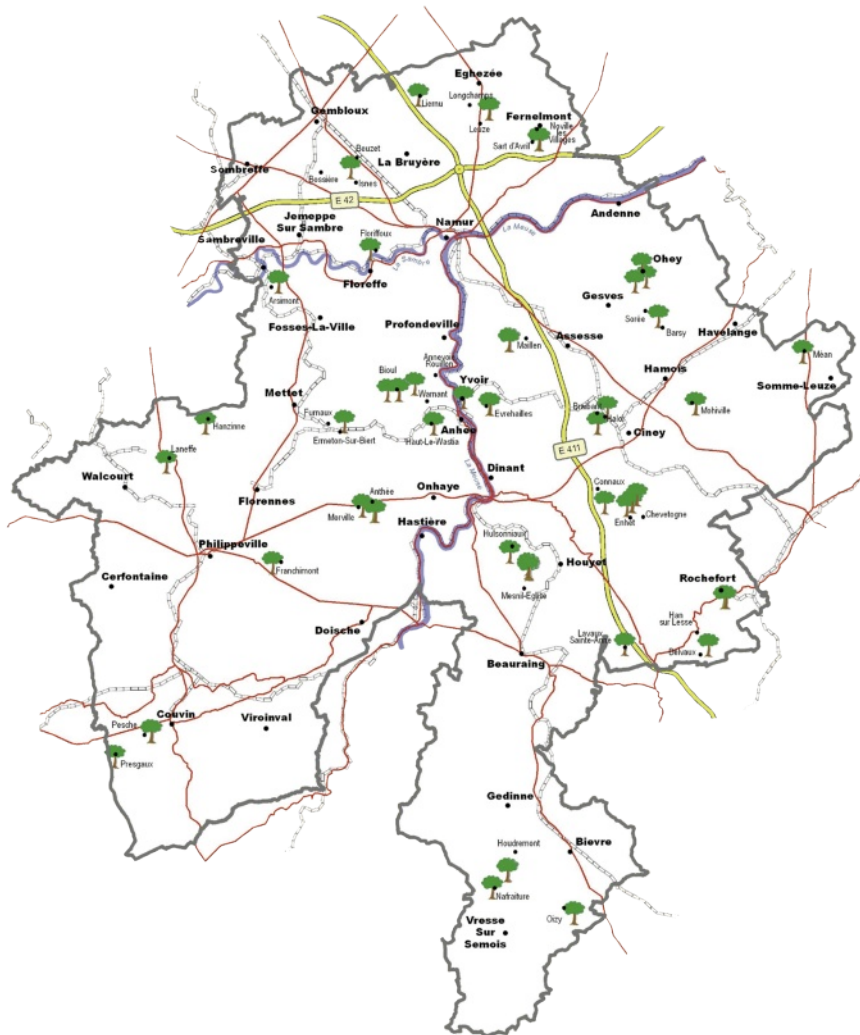 Eghezée
Liernu
Longchamps
Gembloux
Leuze
Fernelmont
Noville
les
Villages
Sart d'Avril
Beuzet
La Bruyère
Sombreffe
Bossière
Isnes
E 42
Andenne
Jemeppe
Sur Sambre
Namur
La Meuse
Sambreville
Floriffoux
La Sambre
Floreffe
Ohey
Arsimont
Gesves
Fosses-La-Ville
Sorée
Profondeville
Barsy
Havelange
Maillen
Assesse
Méan
Annevoie
Rouillon
Bioul
Yvoir
Hamois
Somme-Leuze
Mettet
Warnant
Evrehailles
Mohiville
Hanzinne
Furnaux
Ermeton-Sur-Biert
Haut-Le-Wastia
Anhée
Ciney
Laneffe
E 411
La Meuse
Dinant
Walcourt
Florennes
Anthée
Onhaye
Connaux
Morville
Enhet
Chevetogne
Hastière
Philippeville
Hulsonniaux
Franchimont
Houyet
Cerfontaine
Mesnil-Eglise
Rochefort
Doische
Han
sur Lesse
Lavaux
Sainte-Anne
Belvaux
Beauraing
Pesche
Couvin
Viroinval
Presgaux
Gedinne
Houdremont
Bievre
Nafraiture
Oizy
Vresse
Sur
Semois